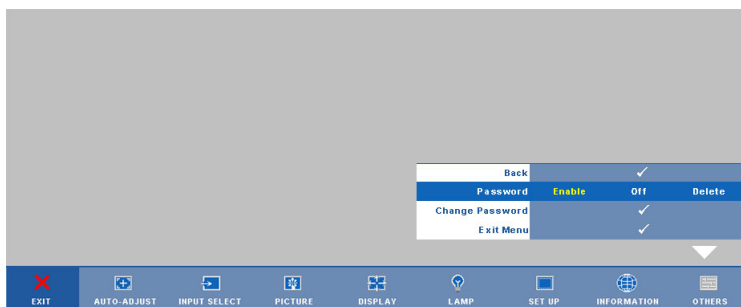 Back
Password Enable Off Delete
Change Password
Exit Menu
EXIT AUTO-ADJUST INPUT SELECT PICTURE DISPLAY LAMP SET UP INFORMATION OTHERS